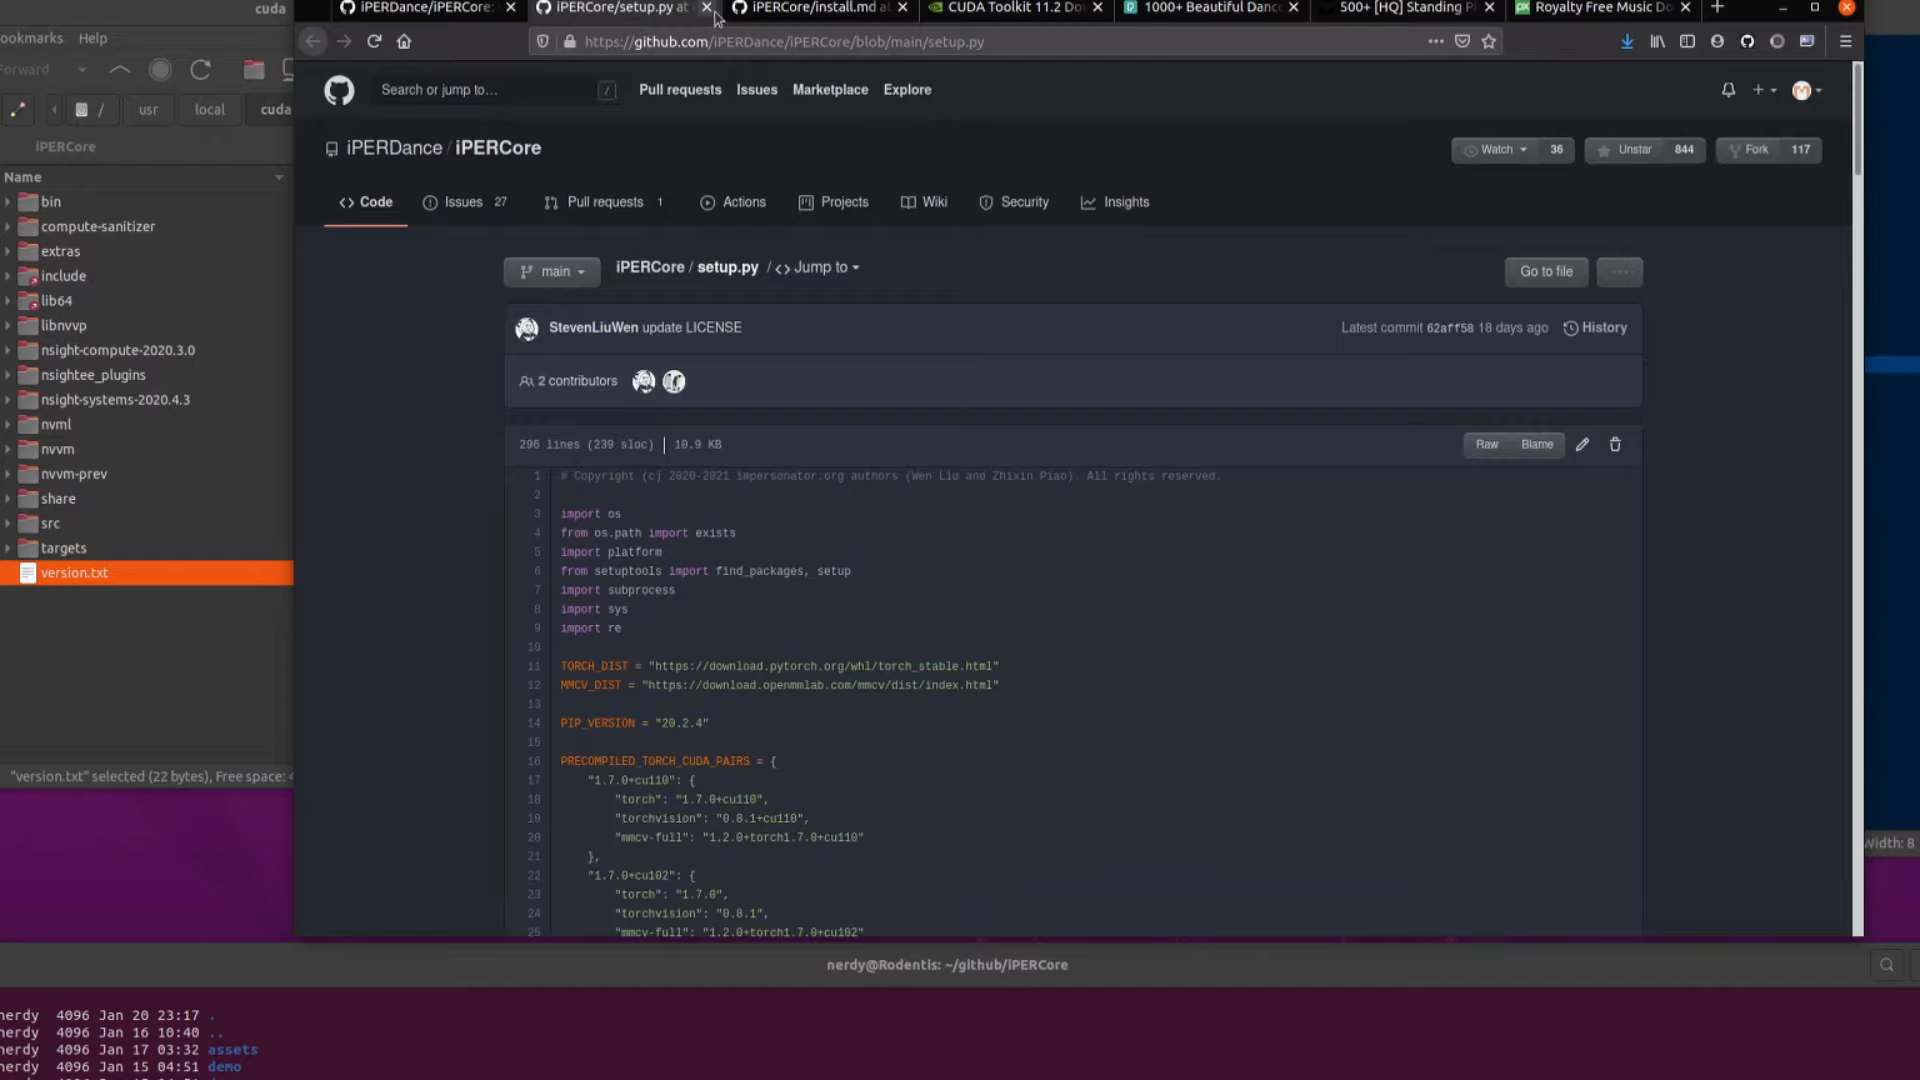 cuda
ookmarks Help
orward
/ usr local cuda
iPERCore
Name
bin
compute-sanitizer
extras
include
lib64
libnvvp
nsight-compute-2020.3.0
nsightee_plugins
nsight-systems-2020.4.3
nvml
nvvm
nvvm-prev
share
src
targets
version.txt
"version.txt" selected (22 bytes), Free space:
iPERDance/iPERCore: iPERCore/setup.py at iPERCore/install.md at CUDA Toolkit 11.2 Do 1000+ Beautiful Danc 500+ [HQ] Standing P Royalty Free Music Do
https://github.com/iPERDance/iPERCore/blob/main/setup.py
Search or jump to… / Pull requests Issues Marketplace Explore
iPERDance / iPERCore Watch 36 Unstar 844 Fork 117
Code Issues 27 Pull requests 1 Actions Projects Wiki Security Insights
main iPERCore / setup.py / <> Jump to Go to file ...
StevenLiuWen update LICENSE Latest commit 62aff58 18 days ago History
2 contributors
296 lines (239 sloc) | 10.9 KB Raw Blame
1 # Copyright (c) 2020-2021 impersonator.org authors (Wen Liu and Zhixin Piao). All rights reserved.
2
3 import os
4 from os.path import exists
5 import platform
6 from setuptools import find_packages, setup
7 import subprocess
8 import sys
9 import re
10
11 TORCH_DIST = "https://download.pytorch.org/whl/torch_stable.html"
12 MMCV_DIST = "https://download.openmmlab.com/mmcv/dist/index.html"
13
14 PIP_VERSION = "20.2.4"
15
16 PRECOMPILED_TORCH_CUDA_PAIRS = {
17 "1.7.0+cu110": {
18 "torch": "1.7.0+cu110",
19 "torchvision": "0.8.1+cu110",
20 "mmcv-full": "1.2.0+torch1.7.0+cu110"
21 },
22 "1.7.0+cu102": {
23 "torch": "1.7.0",
24 "torchvision": "0.8.1",
25 "mmcv-full": "1.2.0+torch1.7.0+cu102"
Width: 8
nerdy@Rodentis: ~/github/iPERCore
nerdy 4096 Jan 20 23:17 .
nerdy 4096 Jan 16 10:40 ..
nerdy 4096 Jan 17 03:32 assets
nerdy 4096 Jan 15 04:51 demo